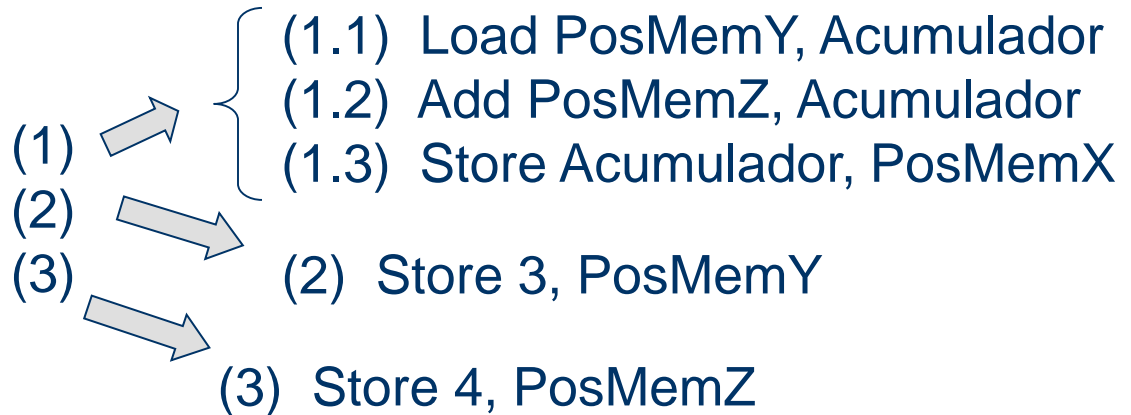 (1.1) Load PosMemY, Acumulador
(1.2) Add PosMemZ, Acumulador
(1.3) Store Acumulador, PosMemX
(1)
(2)
(3)
(2) Store 3, PosMemY
(3) Store 4, PosMemZ